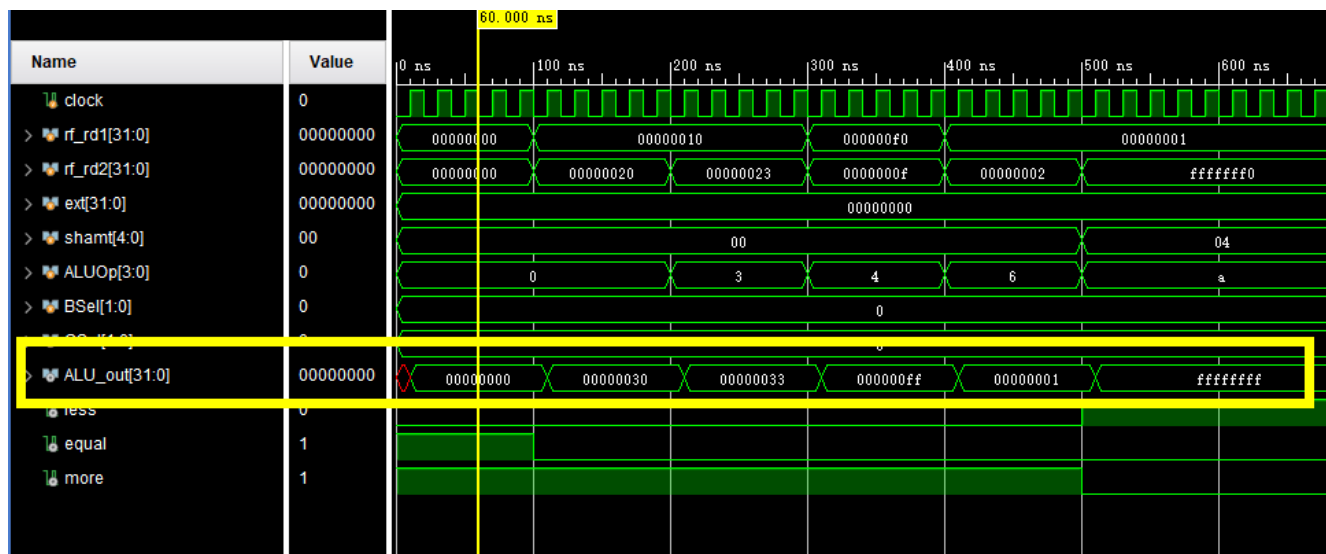 60.000 ns
Name Value 0 ns 100 ns 200 ns 300 ns 400 ns 500 ns 600 ns
clock 0
rf_rd1[31:0] 00000000 00000000 00000010 000000f0 00000001
rf_rd2[31:0] 00000000 00000000 00000020 00000023 0000000f 00000002 fffffff0
ext[31:0] 00000000 00000000
shamt[4:0] 00 00 04
ALUOp[3:0] 0 0 3 4 6 a
BSel[1:0] 0 0
ALU_out[31:0] 00000000 00000000 00000030 00000033 000000ff 00000001 ffffffff
less 0
equal 1
more 1